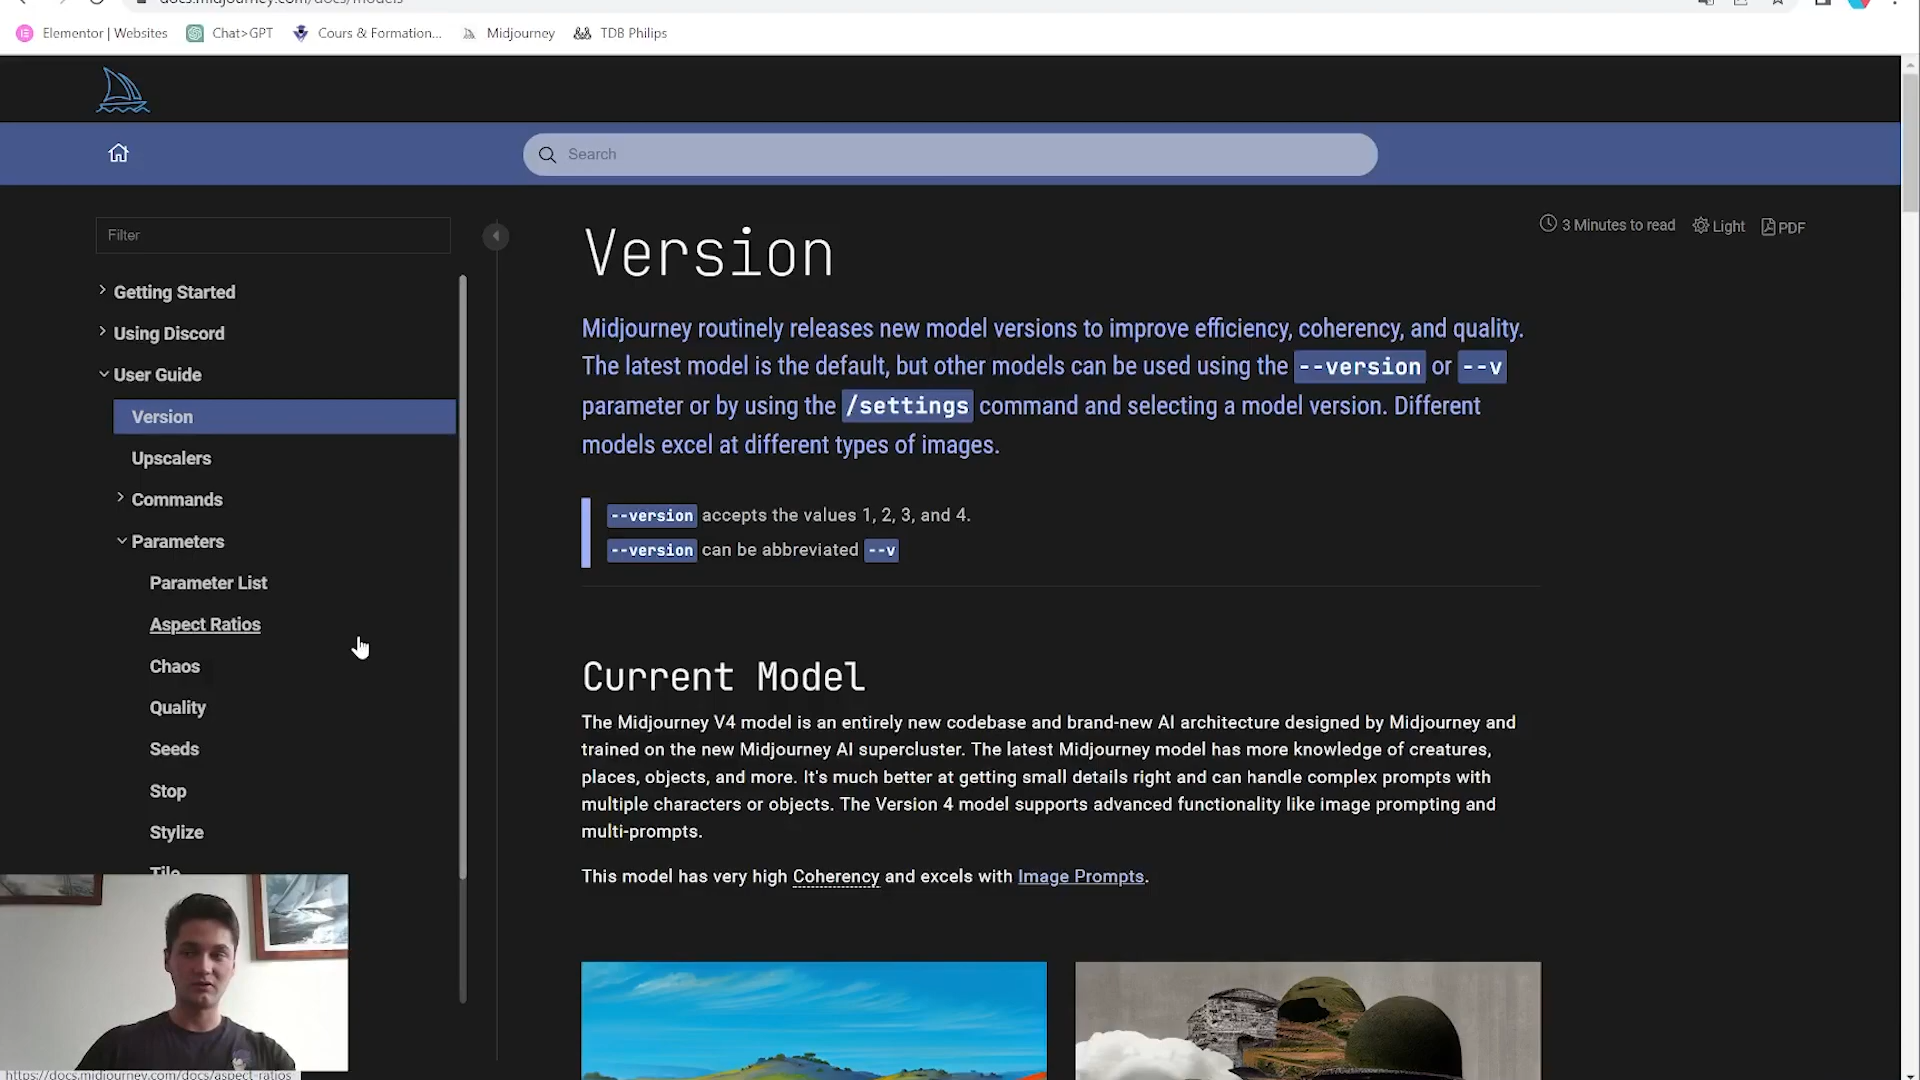 docs.midjourney.com/docs/models
Elementor | Websites
Chat>GPT
Cours & Formation...
Midjourney
TDB Philips
Search
Filter
Getting Started
Using Discord
User Guide
Version
Upscalers
Commands
Parameters
Parameter List
Aspect Ratios
Chaos
Quality
Seeds
Stop
Stylize
Tile
Version
3 Minutes to read
Light
PDF
Midjourney routinely releases new model versions to improve efficiency, coherency, and quality.
The latest model is the default, but other models can be used using the --version or --v
parameter or by using the /settings command and selecting a model version. Different
models excel at different types of images.
--version accepts the values 1, 2, 3, and 4.
--version can be abbreviated --v
Current Model
The Midjourney V4 model is an entirely new codebase and brand-new AI architecture designed by Midjourney and
trained on the new Midjourney AI supercluster. The latest Midjourney model has more knowledge of creatures,
places, objects, and more. It's much better at getting small details right and can handle complex prompts with
multiple characters or objects. The Version 4 model supports advanced functionality like image prompting and
multi-prompts.
This model has very high Coherency and excels with Image Prompts.
https://docs.midjourney.com/docs/aspect-ratios